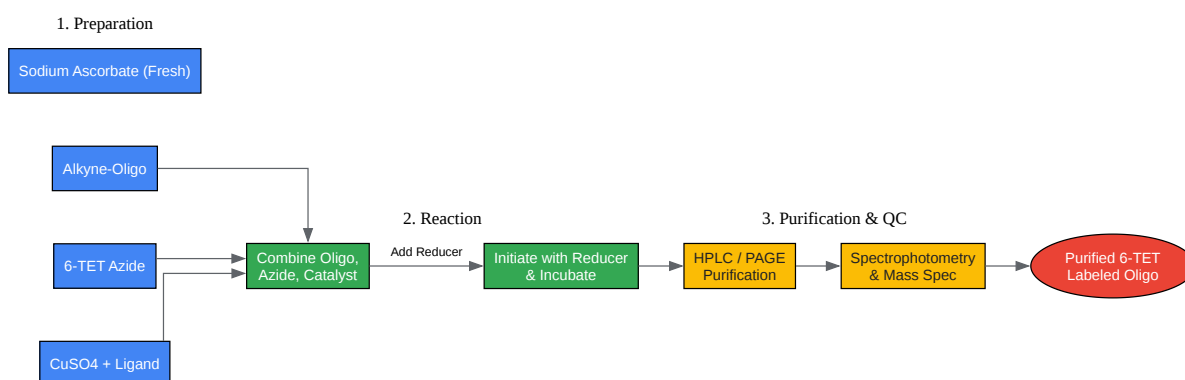 1. Preparation
Sodium Ascorbate (Fresh)
Alkyne-Oligo
6-TET Azide
CuSO4 + Ligand
Combine Oligo,
Azide, Catalyst
2. Reaction
Add Reducer
Initiate with Reducer
& Incubate
3. Purification & QC
HPLC / PAGE
Purification
Spectrophotometry
& Mass Spec
Purified 6-TET
Labeled Oligo